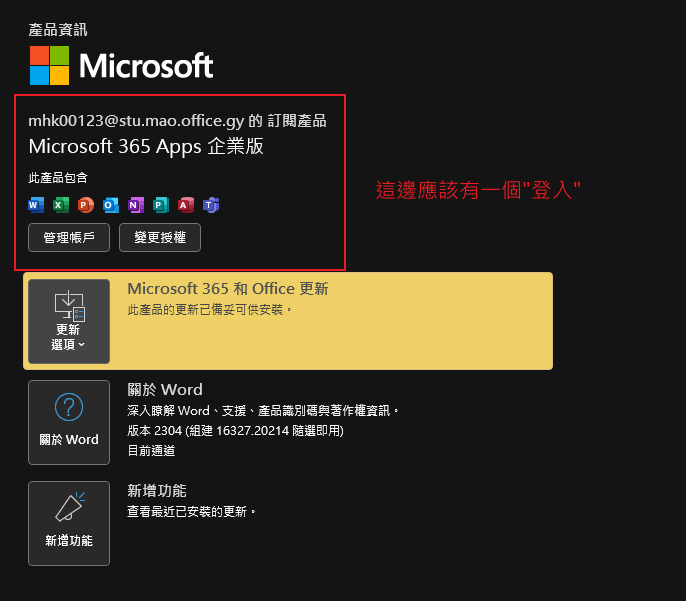 產品資訊
Microsoft
mhk00123@stu.mao.office.gy 的 訂閱產品
Microsoft 365 Apps 企業版
此產品包含
W X P O N P A T
管理帳戶 變更授權
這邊應該有一個"登入"
Microsoft 365 和 Office 更新
此產品的更新已備妥可供安裝。
更新
選項
關於 Word
深入瞭解 Word、支援、產品識別碼與著作權資訊。
版本 2304 (組建 16327.20214 隨選即用)
目前通道
關於 Word
新增功能
查看最近已安裝的更新。
新增功能